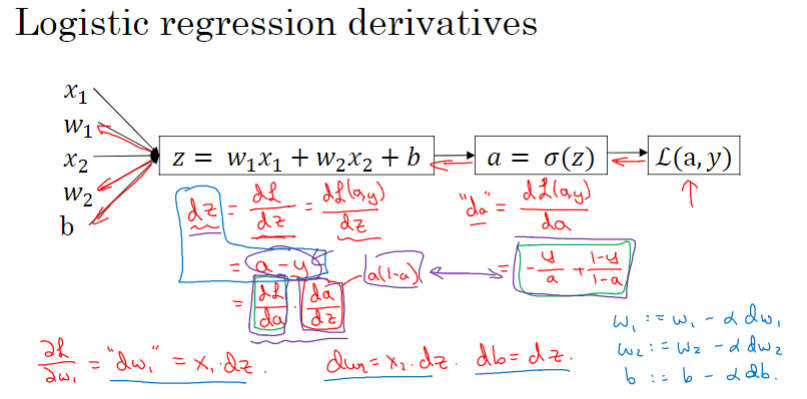 Logistic regression derivatives
x₁
w₁
x₂
w₂
b
z = w₁x₁ + w₂x₂ + b
a = σ(z)
ℒ(a, y)
dz = dℒ/dz = dℒ(a,y)/dz
"da" = dℒ(a,y)/da
= a - y
a(1-a)
= -y/a + (1-y)/(1-a)
= dℒ/da · da/dz
∂ℒ/∂w₁ = "dw₁" = x₁·dz.
dw₂ = x₂·dz.
db = dz.
w₁ := w₁ - α dw₁
w₂ := w₂ - α dw₂
b := b - α db.